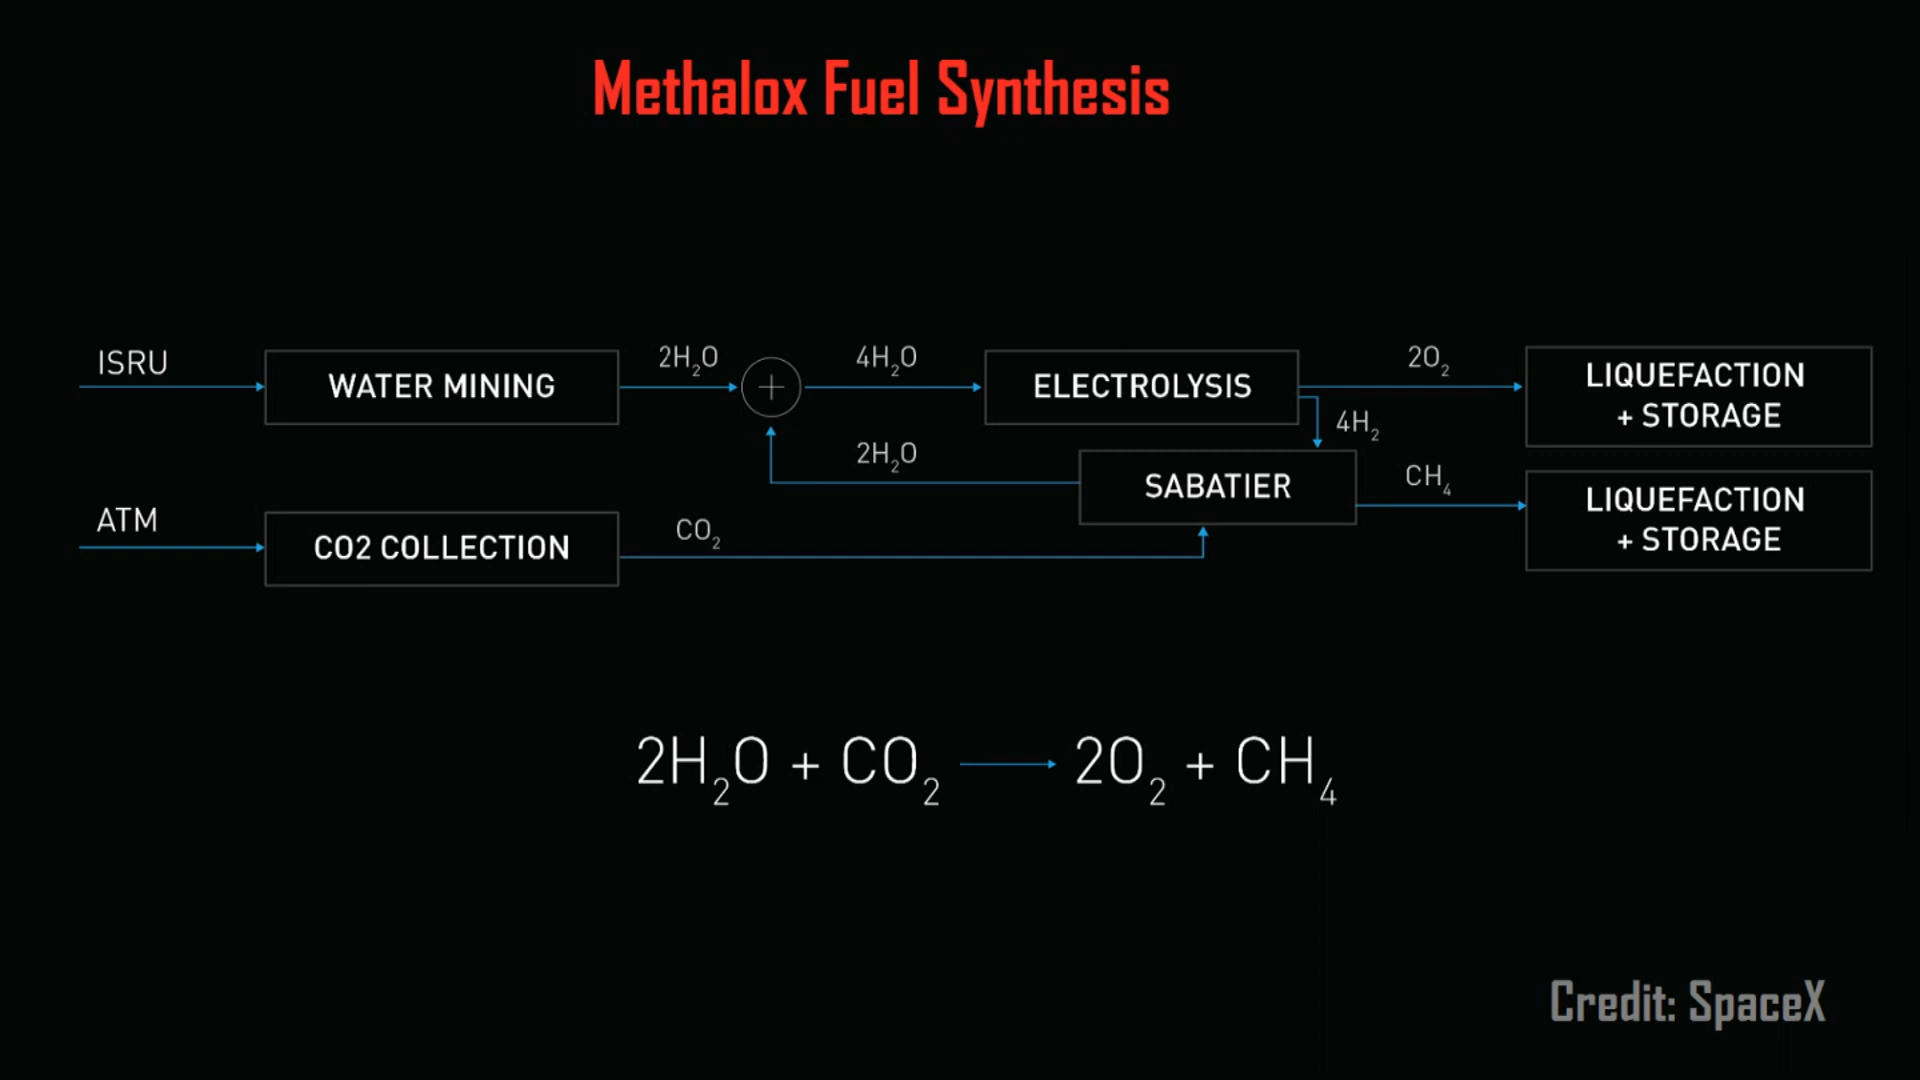 Methalox Fuel Synthesis
ISRU
WATER MINING
2H₂O
+
4H₂O
ELECTROLYSIS
2O₂
LIQUEFACTION
+ STORAGE
4H₂
2H₂O
SABATIER
CH₄
LIQUEFACTION
+ STORAGE
ATM
CO2 COLLECTION
CO₂
2H₂O + CO₂ → 2O₂ + CH₄
Credit: SpaceX